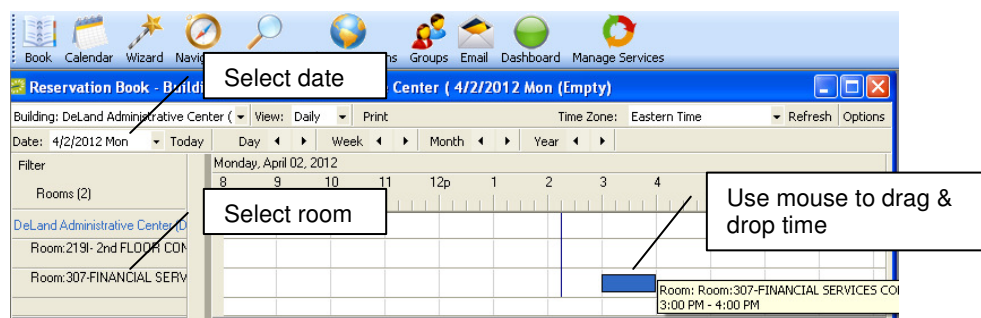 Book Calendar Wizard Groups Email Dashboard Manage Services
Select date
Reservation Book - Center ( 4/2/2012 Mon (Empty)
Building: DeLand Administrative Center ( View: Daily Print Time Zone: Eastern Time Refresh Options
Date: 4/2/2012 Mon Today Day Week Month Year
Filter
Monday, April 02, 2012
8 9 10 11 12p 1 2 3 4
Rooms (2)
Use mouse to drag &
drop time
Select room
DeLand Administrative Center (D
Room:219I- 2nd FLOOR CON
Room:307-FINANCIAL SERV
Room: Room:307-FINANCIAL SERVICES CO
3:00 PM - 4:00 PM